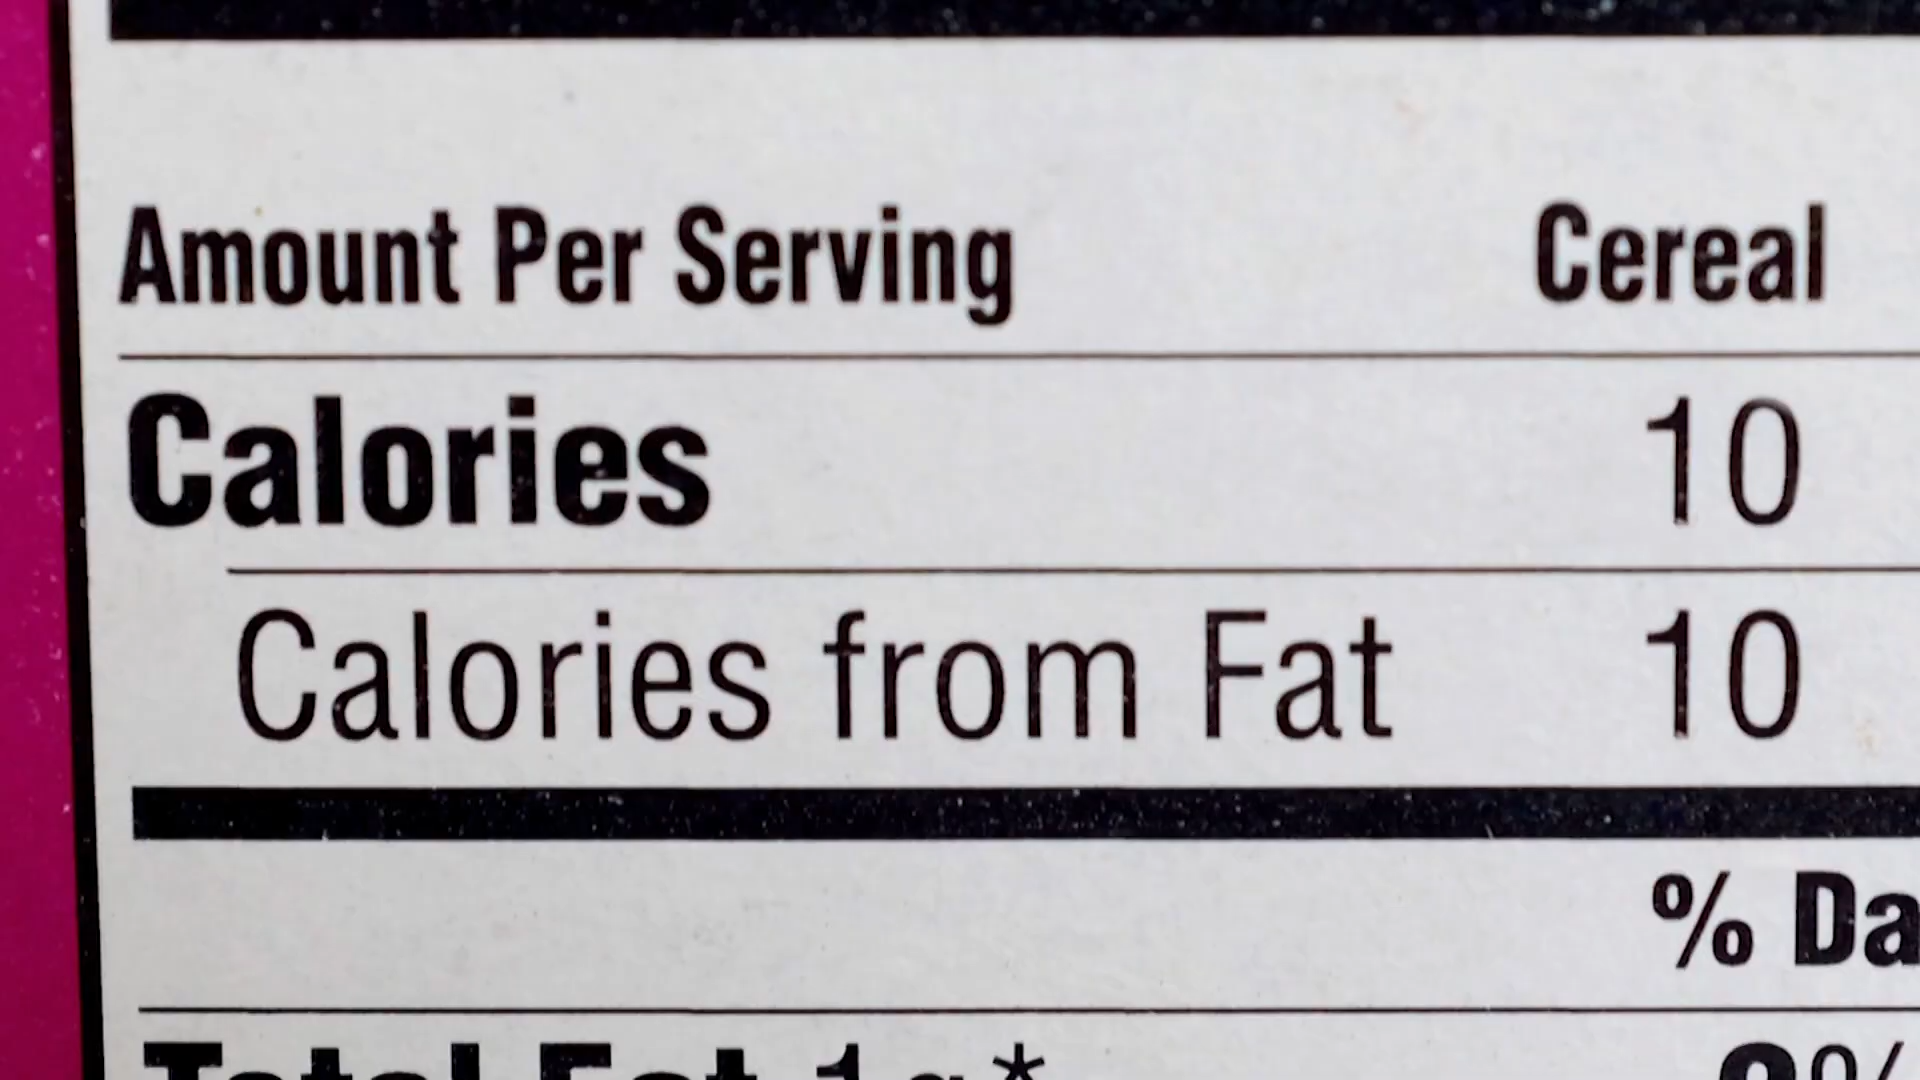 Amount Per Serving Cereal
Calories 10
Calories from Fat 10
% Da
Total Fat 1g*